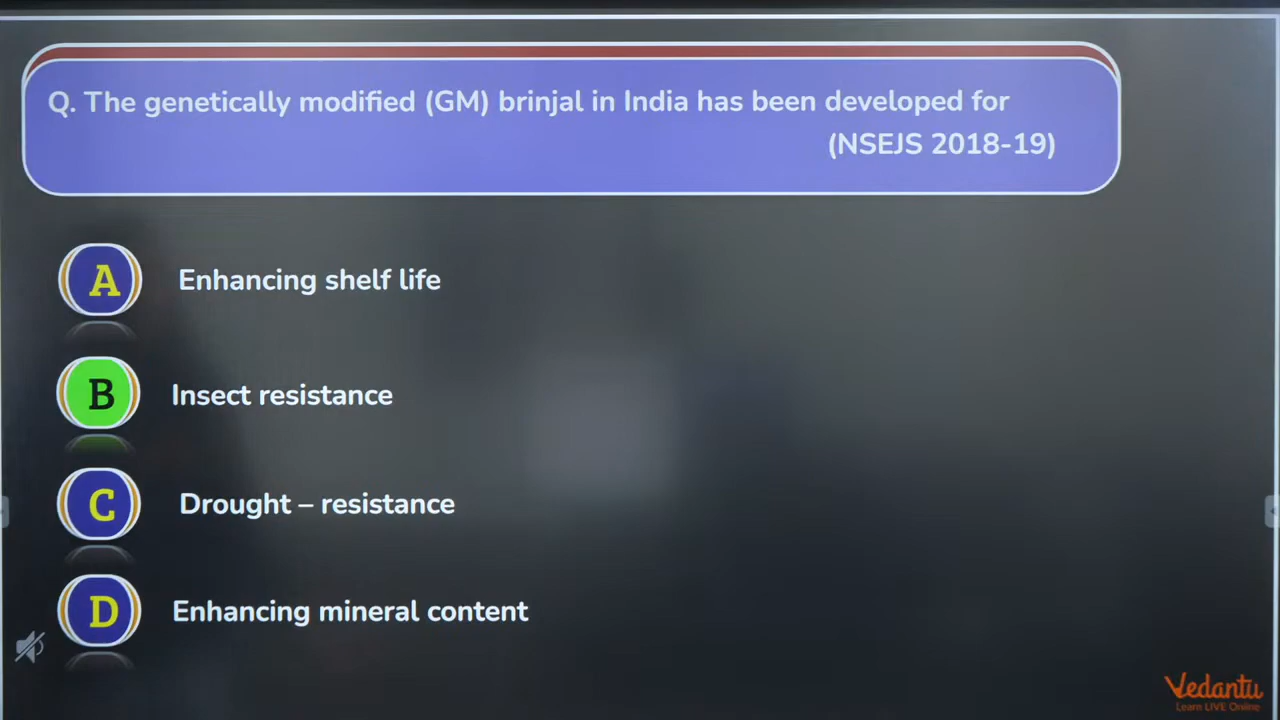 Q. The genetically modified (GM) brinjal in India has been developed for
(NSEJS 2018-19)
A Enhancing shelf life
B Insect resistance
C Drought – resistance
D Enhancing mineral content
Vedantu
Learn LIVE Online